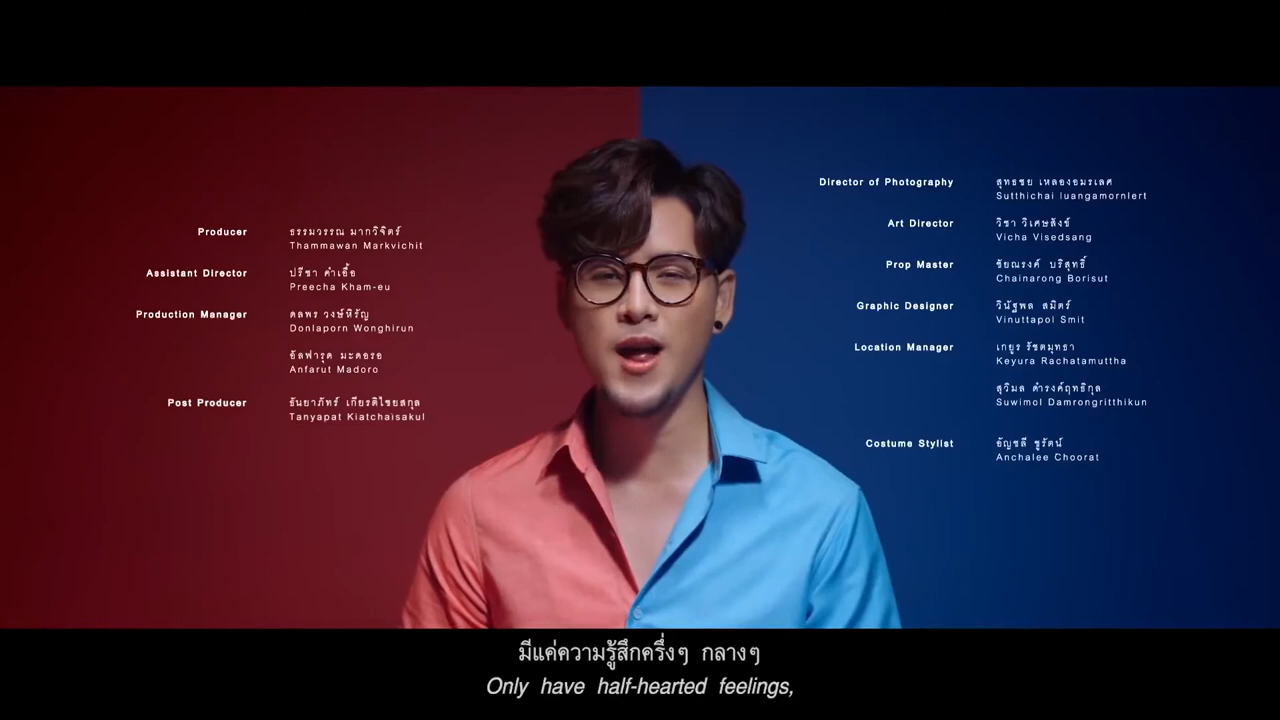 Producer ธรรมวรรณ มากวิจิตร์
Thammawan Markvichit
Assistant Director ปรีชา คำเอื้อ
Preecha Kham-eu
Production Manager ดลพร วงษ์หิรัญ
Donlaporn Wonghirun
อัลฟารุด มะดอรอ
Anfarut Madoro
Post Producer ธันยาภัทร์ เกียรติไชยสกุล
Tanyapat Kiatchaisakul
Director of Photography สุทธชย เหลืองอมรเลศ
Sutthichai luangamornlert
Art Director วิชา วิเศษสังข์
Vicha Visedsang
Prop Master ชัยณรงค์ บริสุทธิ์
Chainarong Borisut
Graphic Designer วินัฐพล สมิตร์
Vinuttapol Smit
Location Manager เกยูร รัชตมุทธา
Keyura Rachatamuttha
สุวิมล ดำรงค์ฤทธิกุล
Suwimol Damrongritthikun
Costume Stylist อัญชลี ชูรัตน์
Anchalee Choorat
มีแค่ความรู้สึกครึ่งๆ กลางๆ
Only have half-hearted feelings,